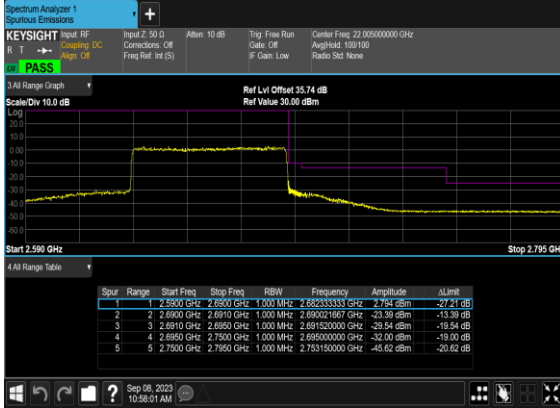 Spectrum Analyzer 1
Spurious Emissions
KEYSIGHT
R T
LNI PASS
Input: RF
Coupling: DC
Align: Off
Input Z: 50 Ω
Corrections: Off
Freq Ref: Int (S)
Atten: 10 dB
Trig: Free Run
Gate: Off
IF Gain: Low
Center Freq: 22.005000000 GHz
Avg|Hold: 100/100
Radio Std: None
3 All Range Graph
Scale/Div 10.0 dB
Ref Lvl Offset 35.74 dB
Ref Value 30.00 dBm
Log
20.0
10.0
0.00
-10.0
-20.0
-30.0
-40.0
-50.0
-60.0
Start 2.590 GHz
Stop 2.795 GH
4 All Range Table
Spur Range Start Freq Stop Freq RBW Frequency Amplitude ΔLimit
1 1 2.5900 GHz 2.6900 GHz 1.000 MHz 2.682333333 GHz 2.794 dBm -27.21 dB
2 2 2.6900 GHz 2.6910 GHz 1.000 MHz 2.690021667 GHz -23.39 dBm -13.39 dB
3 3 2.6910 GHz 2.6950 GHz 1.000 MHz 2.691520000 GHz -29.54 dBm -19.54 dB
4 4 2.6950 GHz 2.7500 GHz 1.000 MHz 2.695000000 GHz -32.00 dBm -19.00 dB
5 5 2.7500 GHz 2.7950 GHz 1.000 MHz 2.753150000 GHz -45.62 dBm -20.62 dB
?
Sep 08, 2023
10:58:01 AM